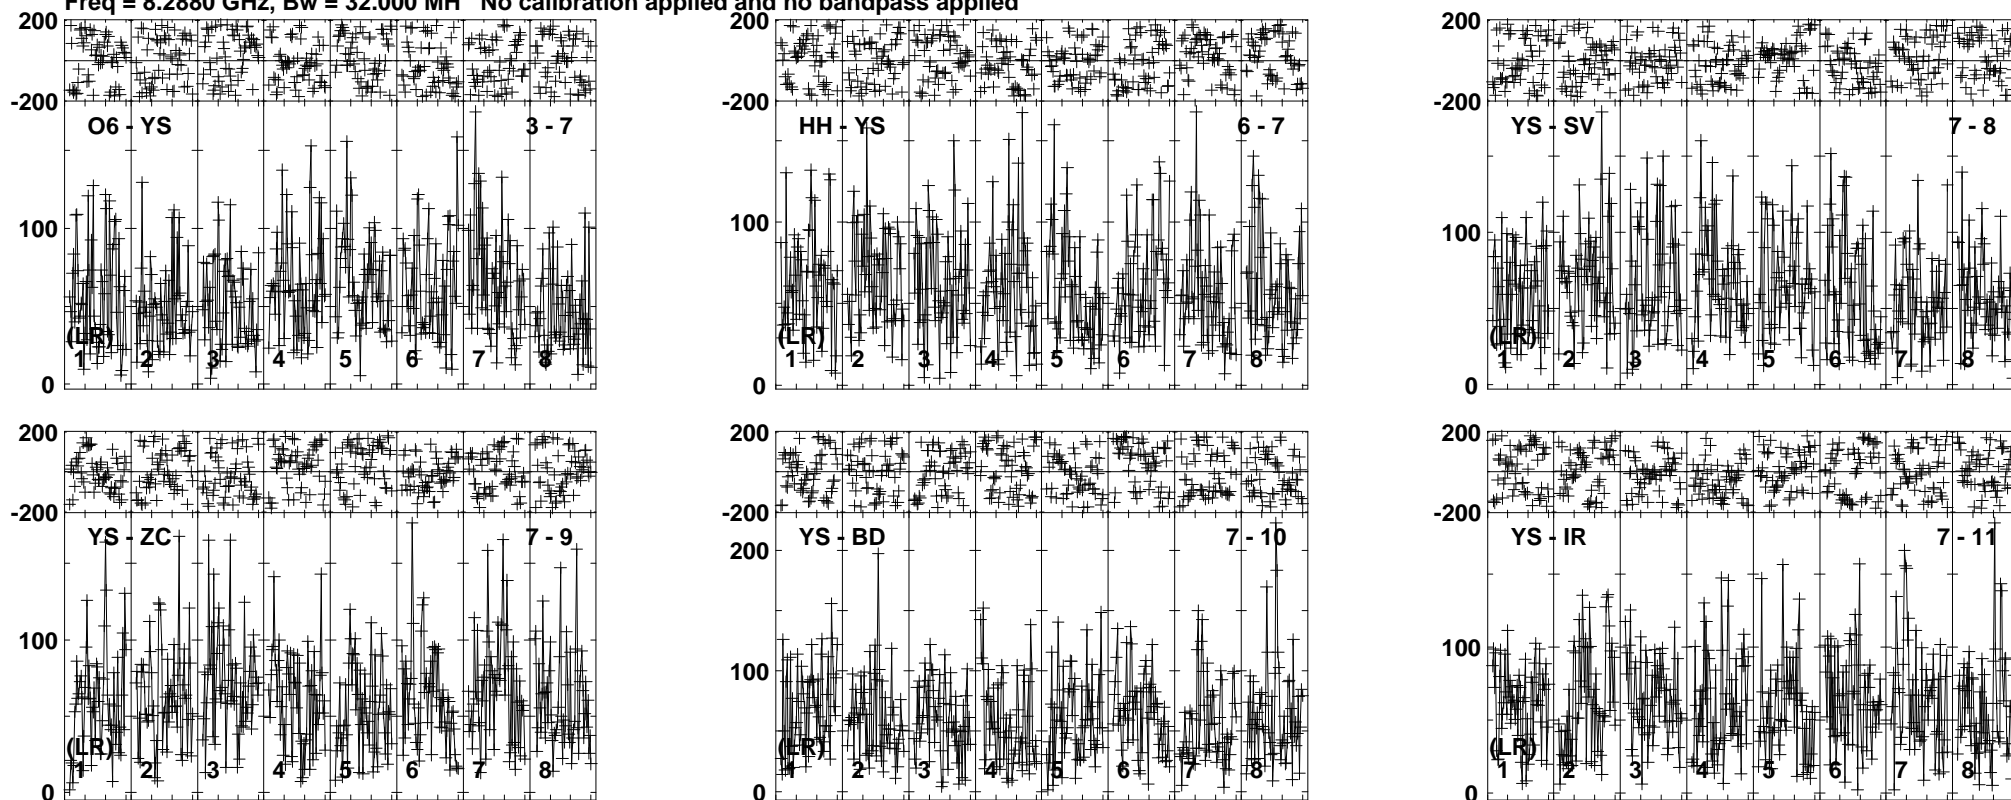 Freq = 8.2880 GHz, Bw = 32.000 MH No calibration applied and no bandpass applied
200
-200
O6 - YS 3 - 7
100
(LR)
1 2 3 4 5 6 7 8
0
200
-200
HH - YS 6 - 7
100
(LR)
1 2 3 4 5 6 7 8
0
200
-200
YS - SV 7 - 8
100
(LR)
1 2 3 4 5 6 7 8
0
200
-200
YS - ZC 7 - 9
100
(LR)
1 2 3 4 5 6 7 8
0
200
-200
YS - BD 7 - 10
200
100
(LR)
1 2 3 4 5 6 7 8
0
200
-200
YS - IR 7 - 11
100
(LR)
1 2 3 4 5 6 7 8
0